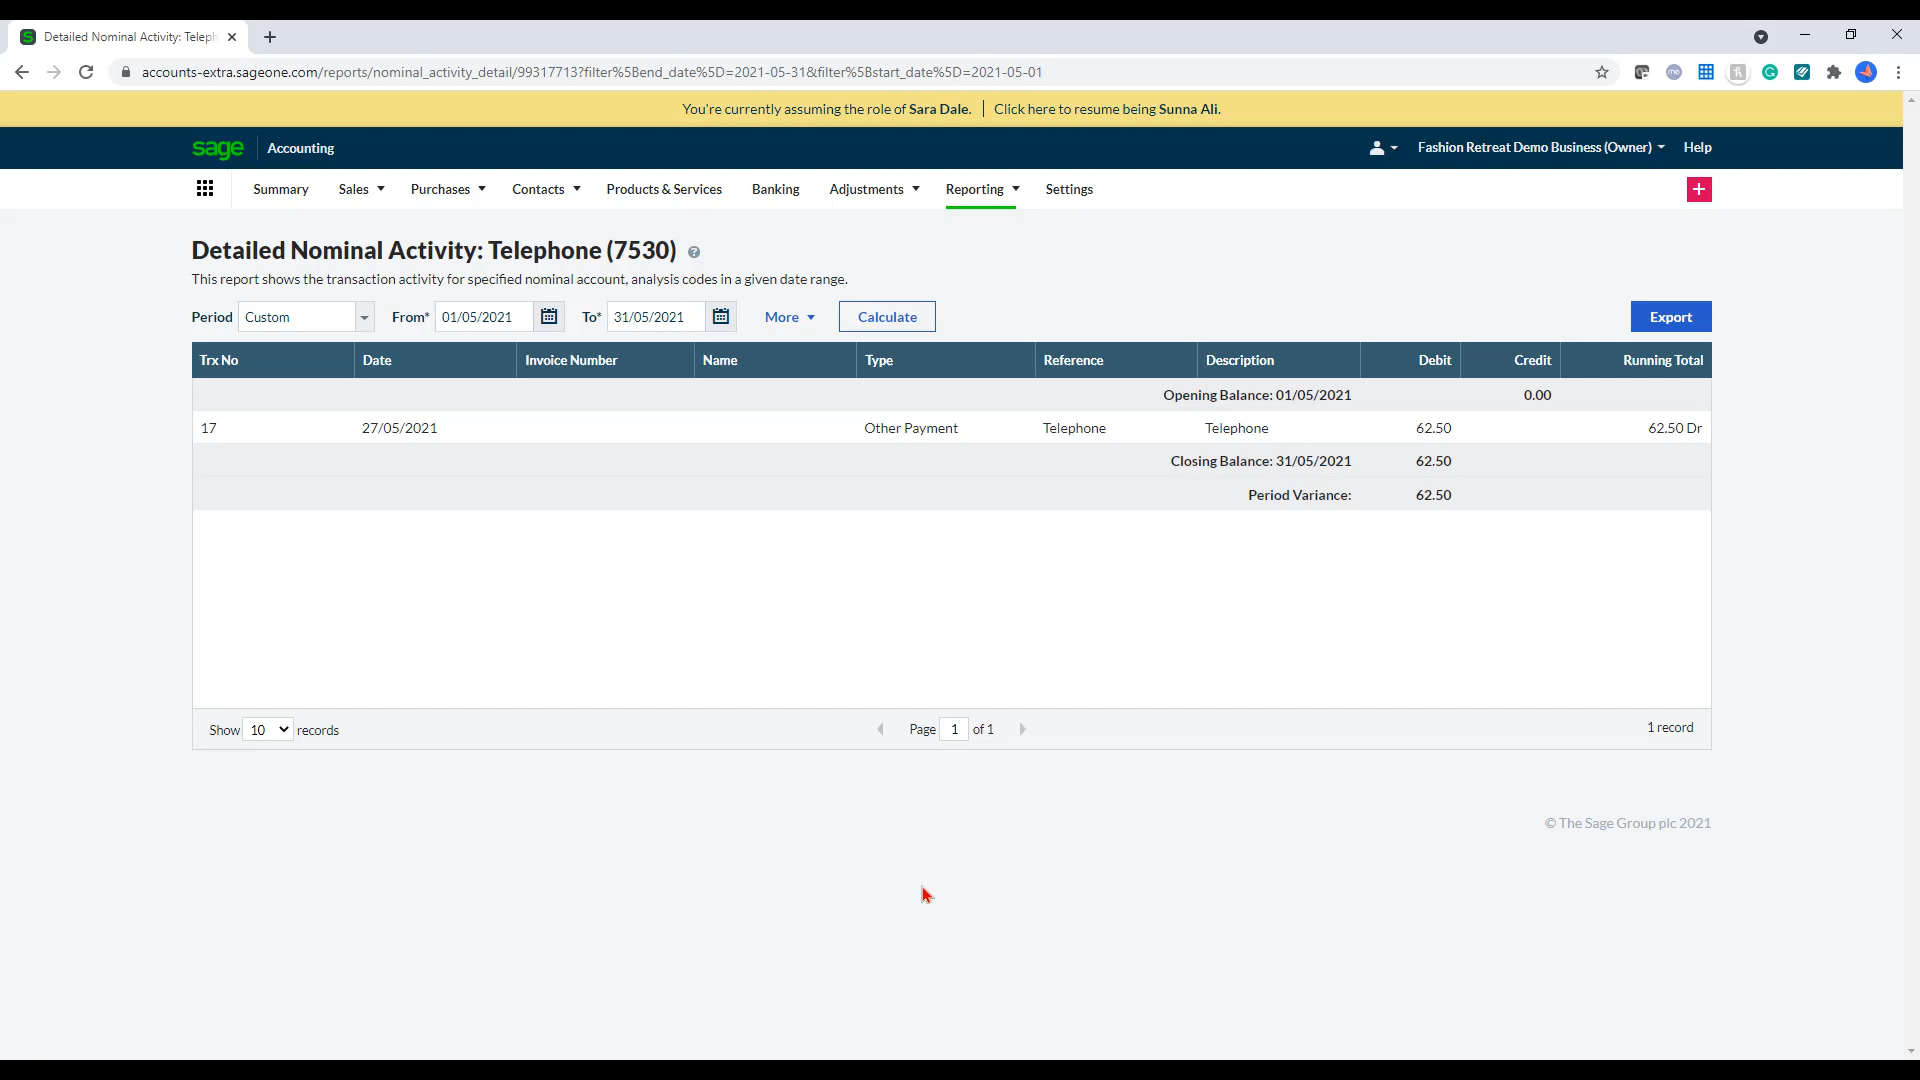 Detailed Nominal Activity: Teleph
accounts-extra.sageone.com/reports/nominal_activity_detail/99317713?filter%5Bend_date%5D=2021-05-31&filter%5Bstart_date%5D=2021-05-01
You're currently assuming the role of Sara Dale. | Click here to resume being Sunna Ali.
sage Accounting Fashion Retreat Demo Business (Owner) Help
Summary Sales Purchases Contacts Products & Services Banking Adjustments Reporting Settings
Detailed Nominal Activity: Telephone (7530)
This report shows the transaction activity for specified nominal account, analysis codes in a given date range.
Period Custom From* 01/05/2021 To* 31/05/2021 More Calculate Export
Trx No Date Invoice Number Name Type Reference Description Debit Credit Running Total
Opening Balance: 01/05/2021 0.00
17 27/05/2021 Other Payment Telephone Telephone 62.50 62.50 Dr
Closing Balance: 31/05/2021 62.50
Period Variance: 62.50
Show 10 records Page 1 of 1 1 record
© The Sage Group plc 2021